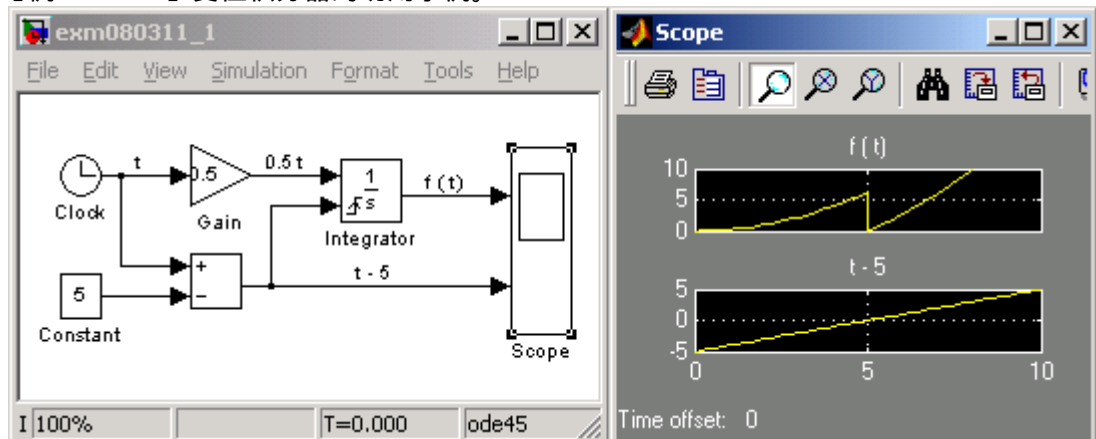 exm080311_1
File Edit View Simulation Format Tools Help
t
0.5
0.5 t
1
s
f (t)
Clock
Gain
Integrator
+
−
t - 5
5
Constant
Scope
I 100%
T=0.000
ode45
Scope
f ( t)
10
5
0
t - 5
5
0
-5
0
5
10
Time offset: 0